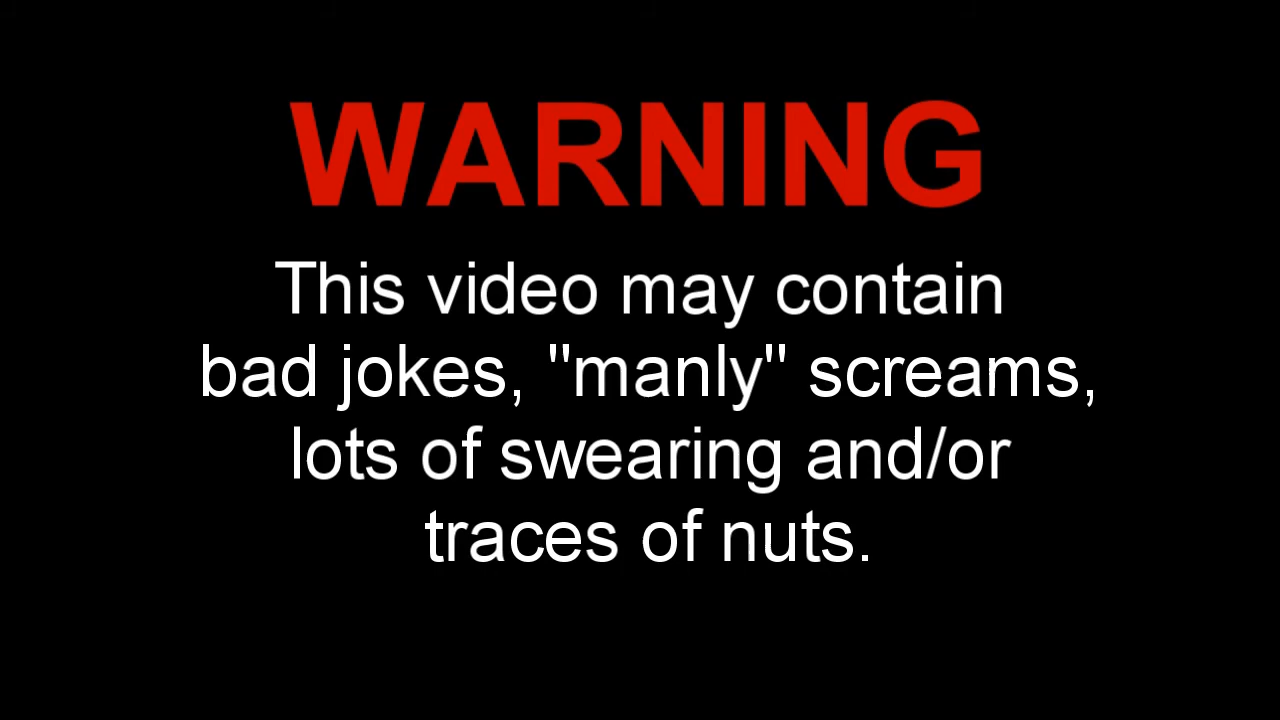 WARNING
This video may contain
bad jokes, "manly" screams,
lots of swearing and/or
traces of nuts.